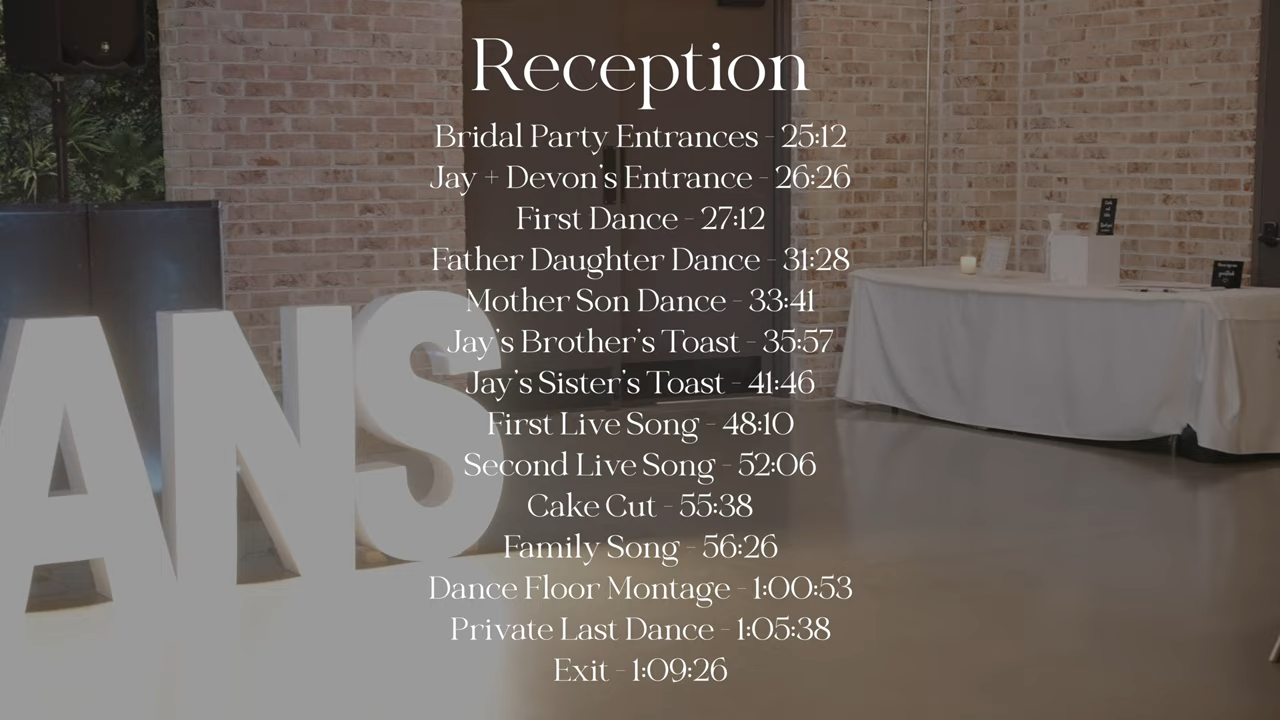 Reception
Bridal Party Entrances - 25:12
Jay + Devon's Entrance - 26:26
First Dance - 27:12
Father Daughter Dance - 31:28
Mother Son Dance - 33:41
Jay's Brother's Toast - 35:57
Jay's Sister's Toast - 41:46
First Live Song - 48:10
Second Live Song - 52:06
Cake Cut - 55:38
Family Song - 56:26
Dance Floor Montage - 1:00:53
Private Last Dance - 1:05:38
Exit - 1:09:26
ANS